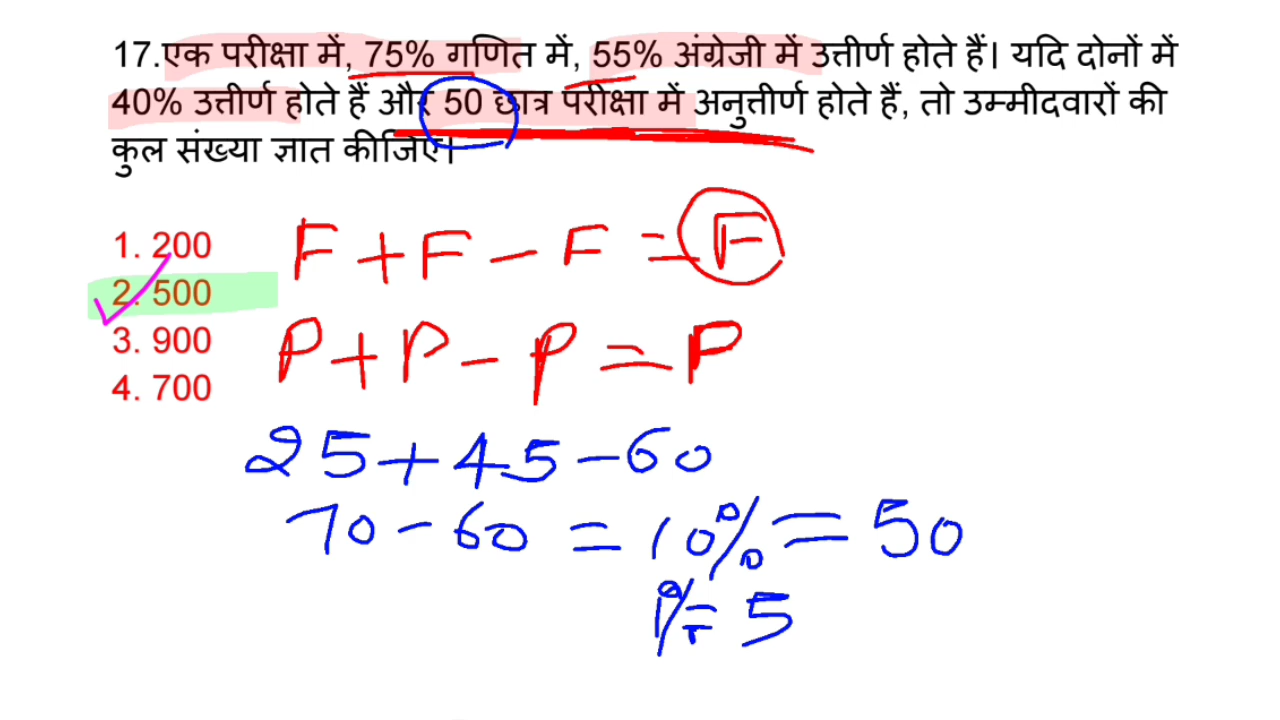 17.एक परीक्षा में, 75% गणित में, 55% अंग्रेजी में उत्तीर्ण होते हैं। यदि दोनों में
40% उत्तीर्ण होते हैं और 50 छात्र परीक्षा में अनुत्तीर्ण होते हैं, तो उम्मीदवारों की
कुल संख्या ज्ञात कीजिए।
1. 200
2. 500
3. 900
4. 700
F + F - F = F
P + P - P = P
25 + 45 - 60
70 - 60 = 10% = 50
1% = 5